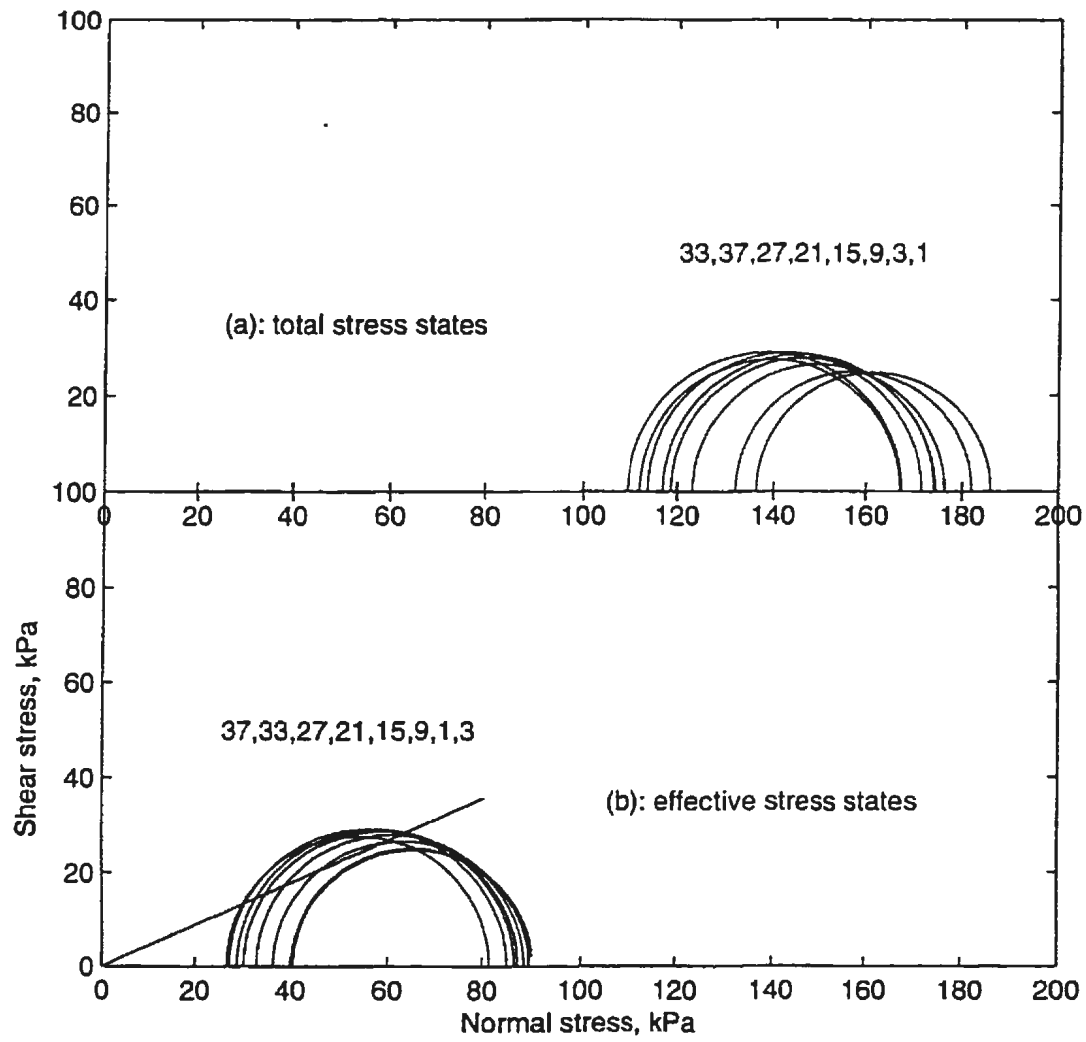 100
80
60
33,37,27,21,15,9,3,1
40
(a): total stress states
20
100
0 20 40 60 80 100 120 140 160 180 200
80
60
37,33,27,21,15,9,1,3
40
(b): effective stress states
20
0
0 20 40 60 80 100 120 140 160 180 200
Shear stress, kPa
Normal stress, kPa